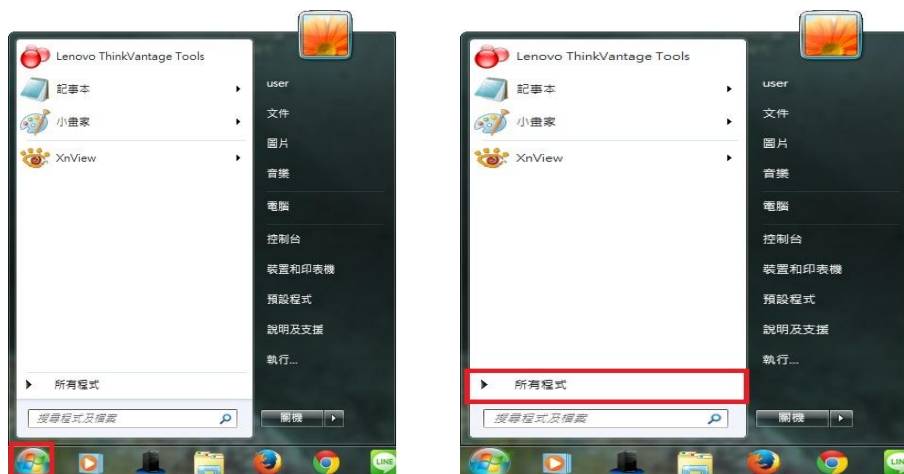 Lenovo ThinkVantage Tools
記事本
小畫家
XnView
所有程式
搜尋程式及檔案
user
文件
圖片
音樂
電腦
控制台
裝置和印表機
預設程式
說明及支援
執行...
關機
LINE
Lenovo ThinkVantage Tools
記事本
小畫家
XnView
所有程式
搜尋程式及檔案
user
文件
圖片
音樂
電腦
控制台
裝置和印表機
預設程式
說明及支援
執行...
關機
LIN